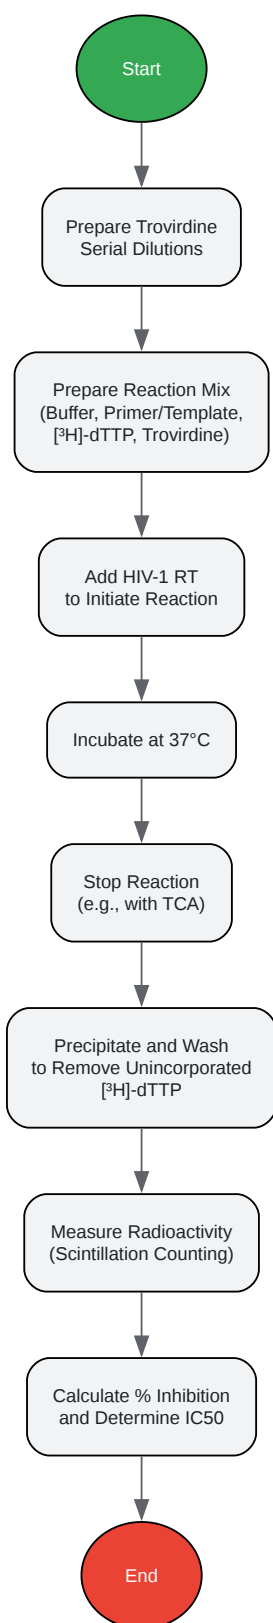 Start
Prepare Trovirdine
Serial Dilutions
Prepare Reaction Mix
(Buffer, Primer/Template,
[³H]-dTTP, Trovirdine)
Add HIV-1 RT
to Initiate Reaction
Incubate at 37°C
Stop Reaction
(e.g., with TCA)
Precipitate and Wash
to Remove Unincorporated
[³H]-dTTP
Measure Radioactivity
(Scintillation Counting)
Calculate % Inhibition
and Determine IC50
End